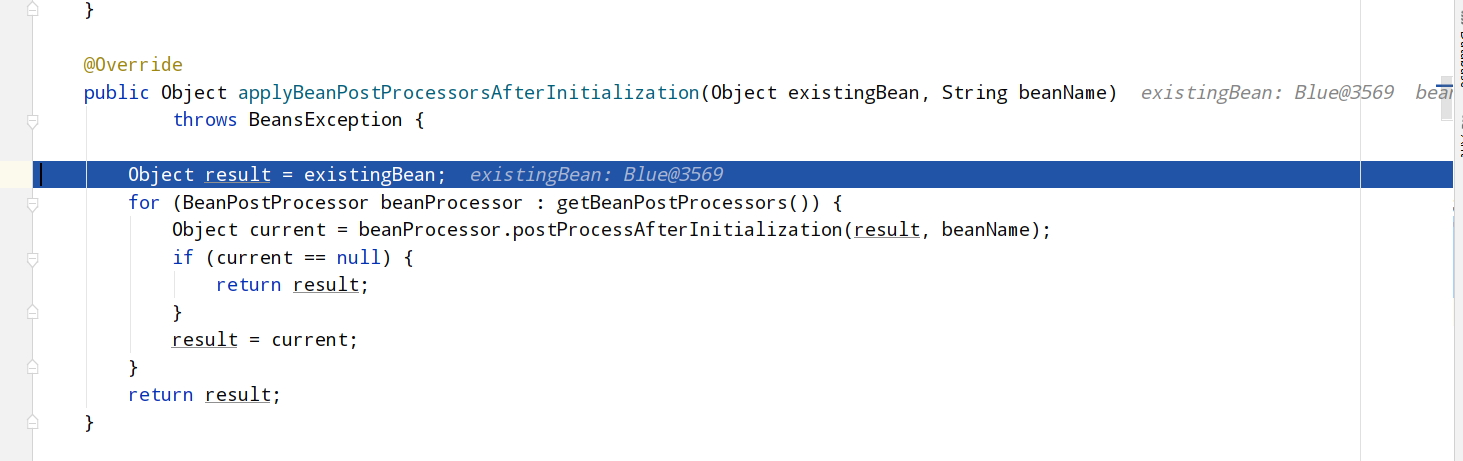 }
@Override
public Object applyBeanPostProcessorsAfterInitialization(Object existingBean, String beanName) existingBean: Blue@3569
throws BeansException {
Object result = existingBean; existingBean: Blue@3569
for (BeanPostProcessor beanProcessor : getBeanPostProcessors()) {
Object current = beanProcessor.postProcessAfterInitialization(result, beanName);
if (current == null) {
return result;
}
result = current;
}
return result;
}